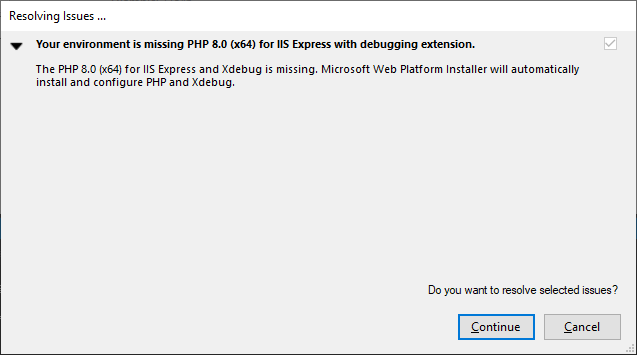 Resolving Issues ...
Your environment is missing PHP 8.0 (x64) for IIS Express with debugging extension.
The PHP 8.0 (x64) for IIS Express and Xdebug is missing. Microsoft Web Platform Installer will automatically
install and configure PHP and Xdebug.
Do you want to resolve selected issues?
Continue
Cancel